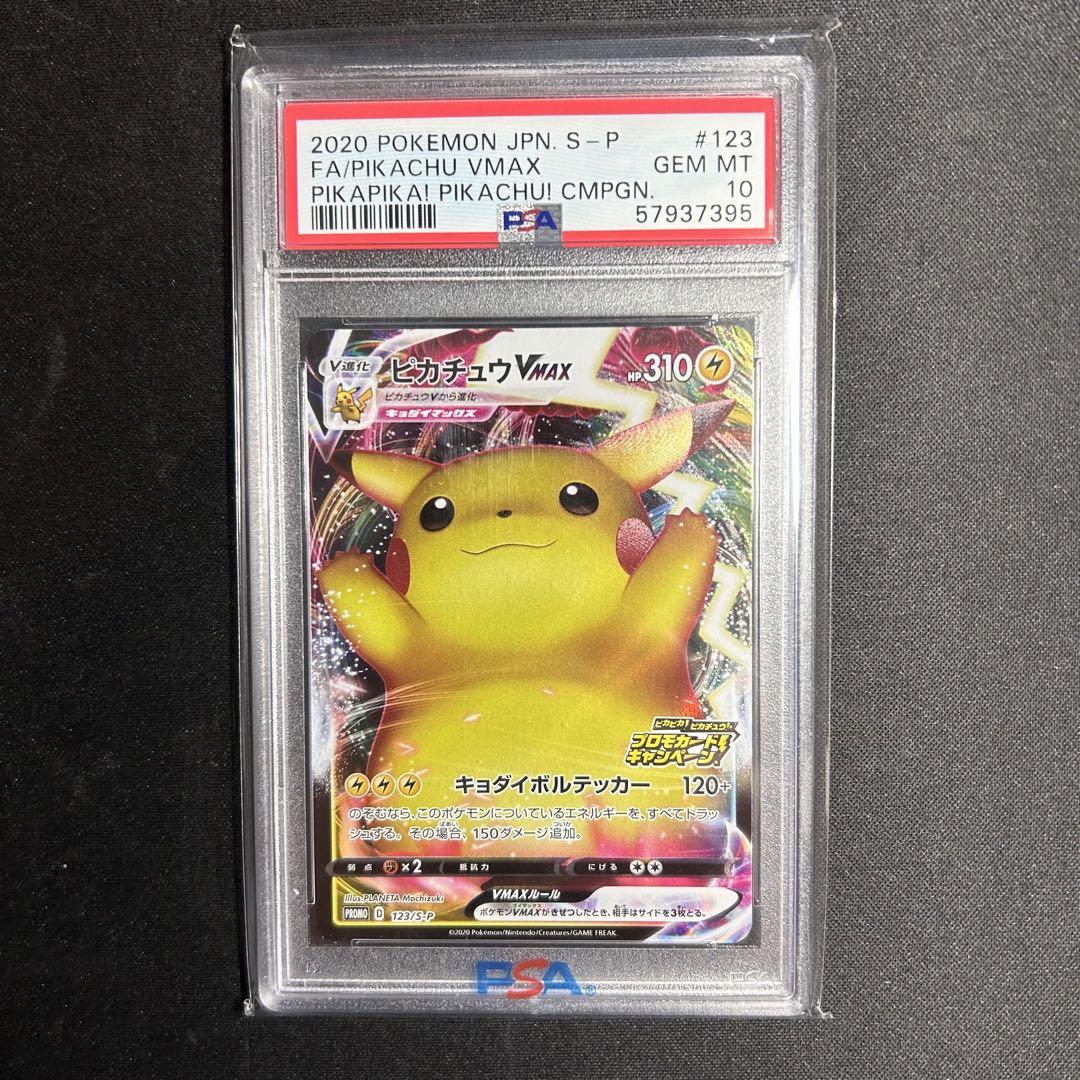 2020 POKEMON JPN. S-P #123
FA/PIKACHU VMAX GEM MT
PIKAPIKA! PIKACHU! CMPGN. 10
PSA 57937395
V進化 ピカチュウVMAX HP310
ピカチュウVから進化
キョダイマックス
ピカピカ! ピカチュウ!
プロモカード
キャンペーン!
キョダイボルテッカー 120+
のぞむなら、このポケモンについているエネルギーを、すべてトラッ
シュする。その場合、150ダメージ追加。
弱点 ×2 抵抗力 にげる
Illus. PLANETA Mochizuki VMAXルール
PROMO D 123/S-P ポケモンVMAXがきぜつしたとき、相手はサイドを3枚とる。
©2020 Pokémon/Nintendo/Creatures/GAME FREAK.
PSA